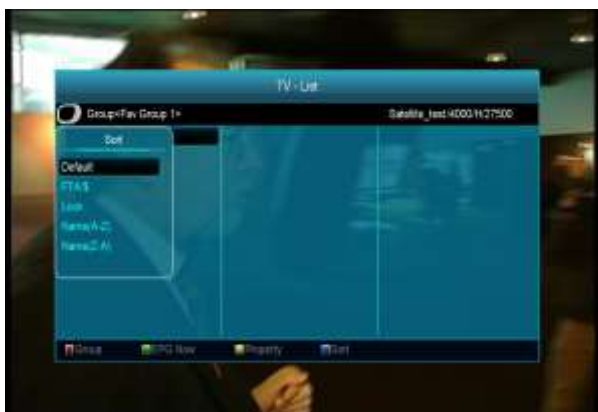 TV - List
Group<Fav Group 1>
Satellite_test/4000/H/27500
Sort
Default
FTA/$
Lock
Name(A-Z)
Name(Z-A)
Group
EPG Now
Property
Sort